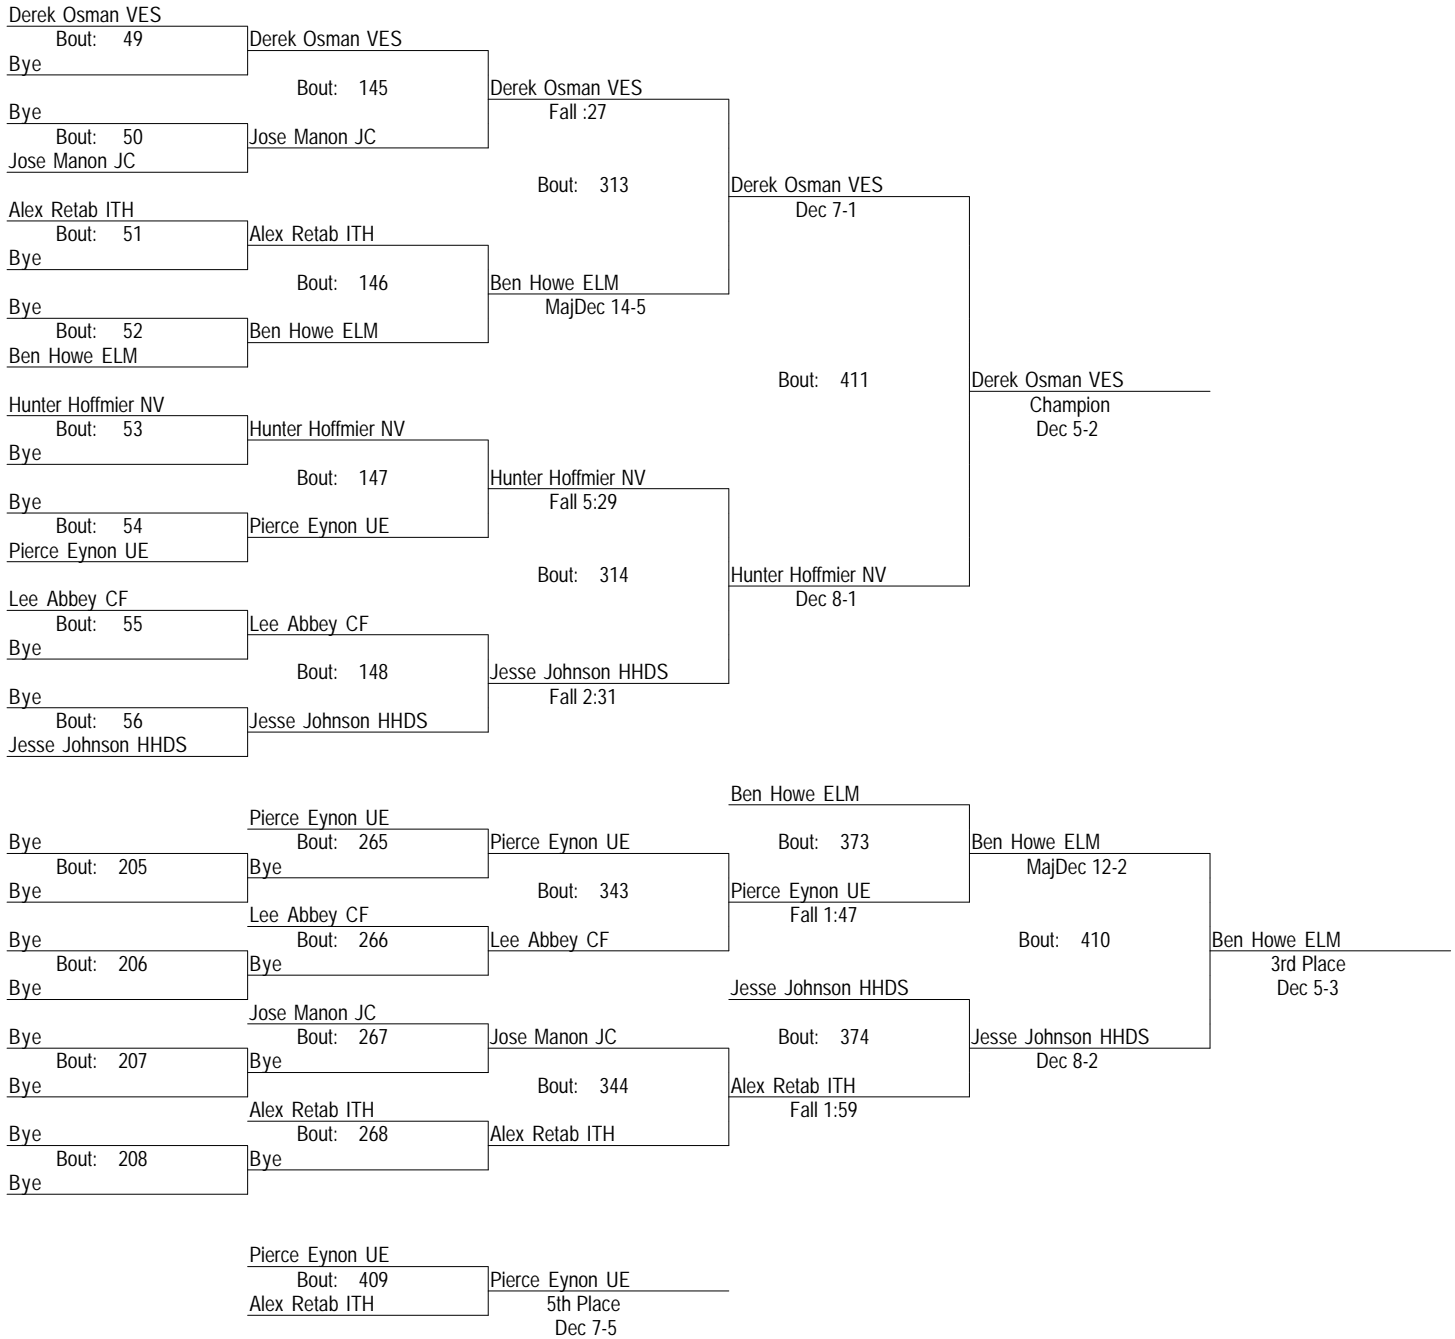 Derek Osman VES
Bout: 49
Bye
Derek Osman VES
Bout: 145
Bye
Bout: 50
Jose Manon JC
Jose Manon JC
Derek Osman VES
Fall :27
Bout: 313
Alex Retab ITH
Bout: 51
Bye
Alex Retab ITH
Bout: 146
Bye
Bout: 52
Ben Howe ELM
Ben Howe ELM
Ben Howe ELM
MajDec 14-5
Derek Osman VES
Dec 7-1
Bout: 411
Hunter Hoffmier NV
Bout: 53
Bye
Hunter Hoffmier NV
Bout: 147
Bye
Bout: 54
Pierce Eynon UE
Pierce Eynon UE
Hunter Hoffmier NV
Fall 5:29
Bout: 314
Lee Abbey CF
Bout: 55
Bye
Lee Abbey CF
Bout: 148
Bye
Bout: 56
Jesse Johnson HHDS
Jesse Johnson HHDS
Jesse Johnson HHDS
Fall 2:31
Hunter Hoffmier NV
Dec 8-1
Derek Osman VES
Champion
Dec 5-2
Bye
Bout: 205
Bye
Pierce Eynon UE
Bout: 265
Bye
Pierce Eynon UE
Bout: 343
Bye
Bout: 206
Bye
Lee Abbey CF
Bout: 266
Bye
Lee Abbey CF
Ben Howe ELM
Bout: 373
Pierce Eynon UE
Fall 1:47
Ben Howe ELM
MajDec 12-2
Bout: 410
Bye
Bout: 207
Bye
Jose Manon JC
Bout: 267
Bye
Jose Manon JC
Bout: 344
Bye
Bout: 208
Bye
Alex Retab ITH
Bout: 268
Bye
Alex Retab ITH
Jesse Johnson HHDS
Bout: 374
Alex Retab ITH
Fall 1:59
Jesse Johnson HHDS
Dec 8-2
Ben Howe ELM
3rd Place
Dec 5-3
Pierce Eynon UE
Bout: 409
Alex Retab ITH
Pierce Eynon UE
5th Place
Dec 7-5